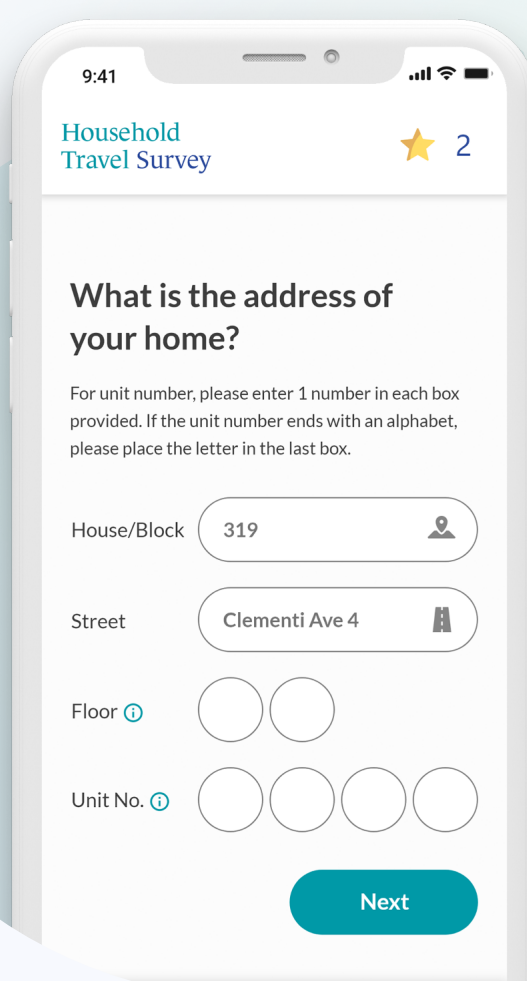 9:41
Household
Travel Survey
2
What is the address of
your home?
For unit number, please enter 1 number in each box
provided. If the unit number ends with an alphabet,
please place the letter in the last box.
House/Block 319
Street Clementi Ave 4
Floor
Unit No.
Next